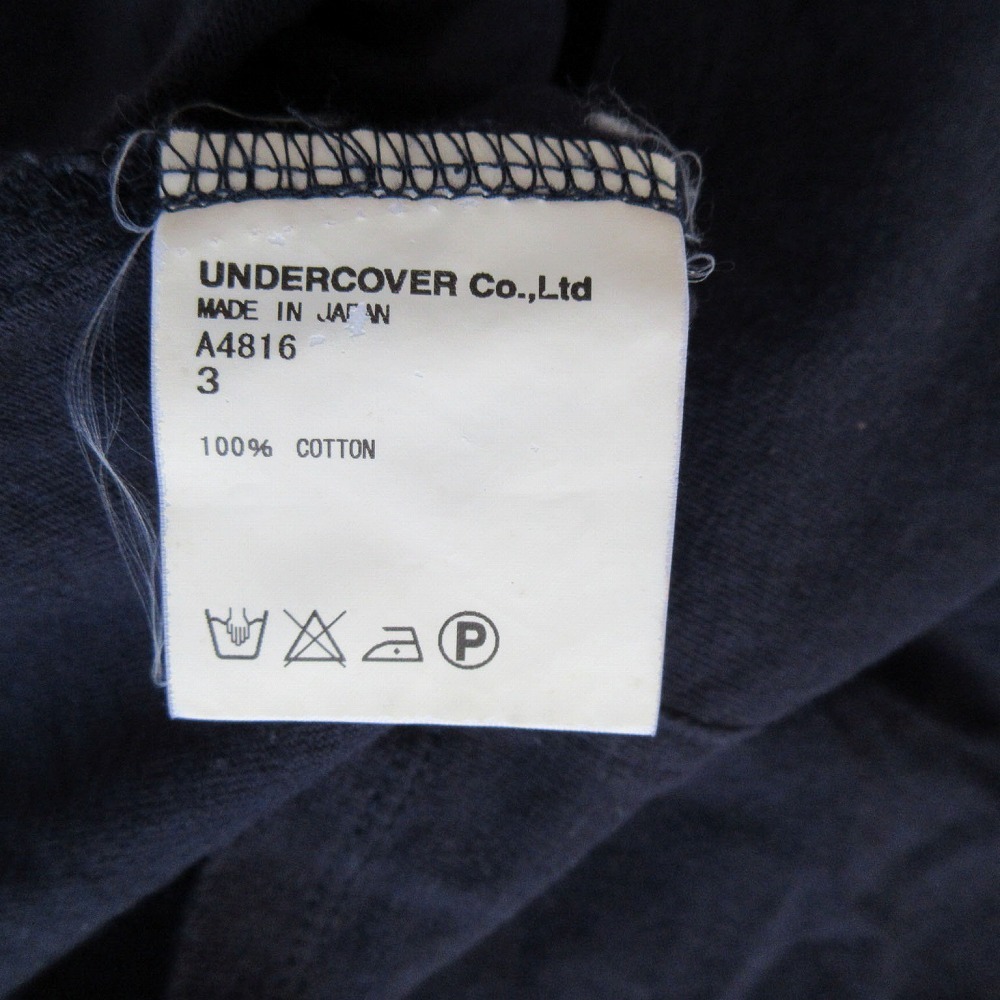 UNDERCOVER Co.,Ltd
MADE IN JAPAN
A4816
3
100% COTTON
P